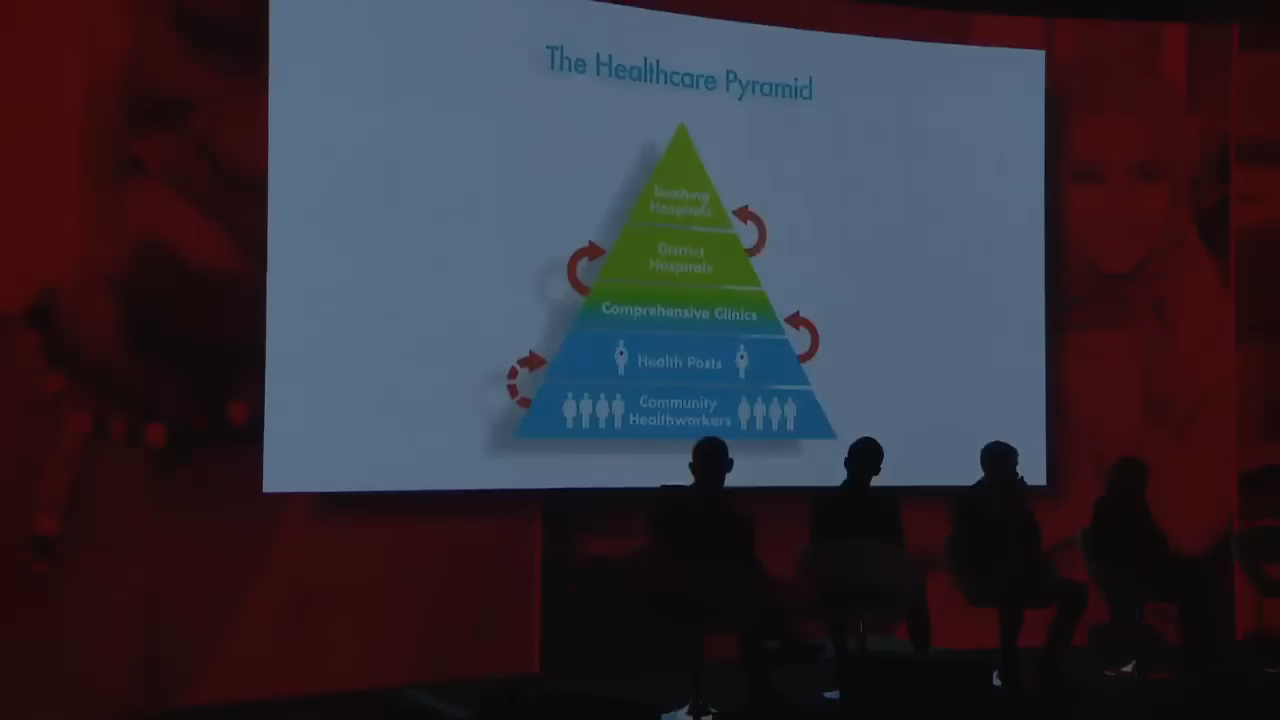 The Healthcare Pyramid
Teaching
Hospitals
District
Hospitals
Comprehensive Clinics
Health Posts
Community
Healthworkers